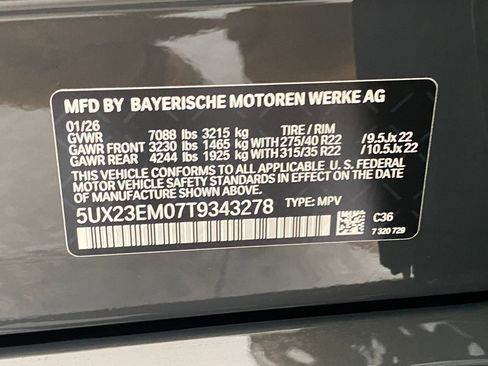 MFD BY BAYERISCHE MOTOREN WERKE AG
01/26
GVWR 7088 lbs 3215 kg TIRE / RIM
GAWR FRONT 3230 lbs 1465 kg WITH 275/40 R22 / 9.5Jx22
GAWR REAR 4244 lbs 1925 kg WITH 315/35 R22 / 10.5Jx22
THIS VEHICLE CONFORMS TO ALL APPLICABLE U.S. FEDERAL
MOTOR VEHICLE SAFETY STANDARDS IN EFFECT ON THE DATE
OF MANUFACTURE SHOWN ABOVE.
5UX23EM07T9343278 TYPE: MPV
C36
7 320 729